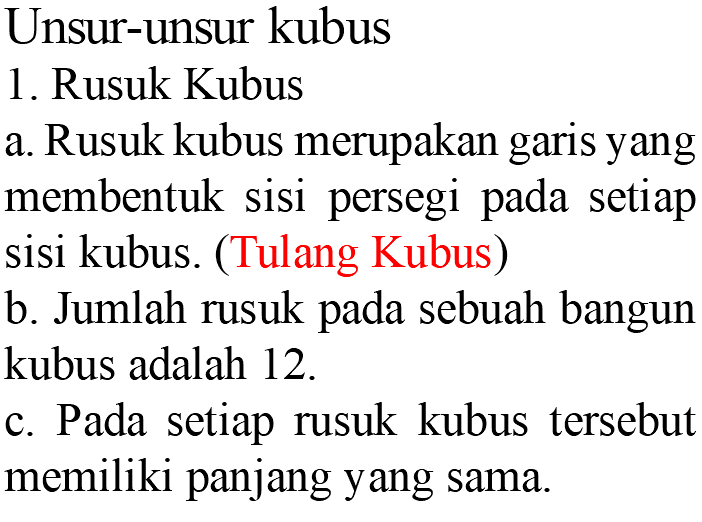 Unsur-unsur kubus
1. Rusuk Kubus
a. Rusuk kubus merupakan garis yang
membentuk sisi persegi pada setiap
sisi kubus. (Tulang Kubus)
b. Jumlah rusuk pada sebuah bangun
kubus adalah 12.
c. Pada setiap rusuk kubus tersebut
memiliki panjang yang sama.